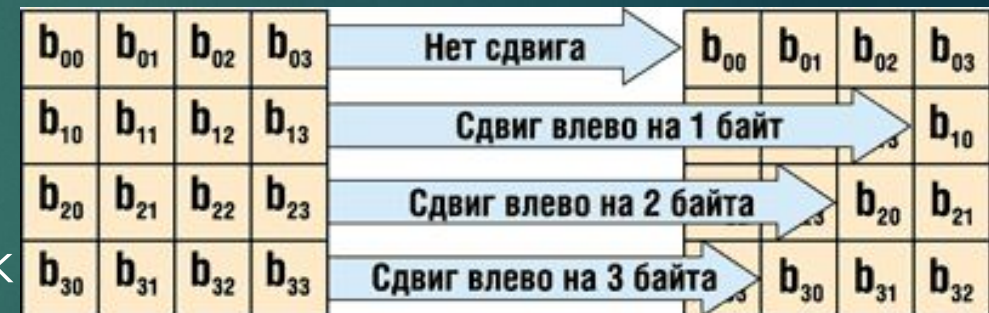 b₀₀ b₀₁ b₀₂ b₀₃ Нет сдвига b₀₀ b₀₁ b₀₂ b₀₃
b₁₀ b₁₁ b₁₂ b₁₃ Сдвиг влево на 1 байт b₁₀
b₂₀ b₂₁ b₂₂ b₂₃ Сдвиг влево на 2 байта b₂₀ b₂₁
b₃₀ b₃₁ b₃₂ b₃₃ Сдвиг влево на 3 байта b₃₀ b₃₁ b₃₂